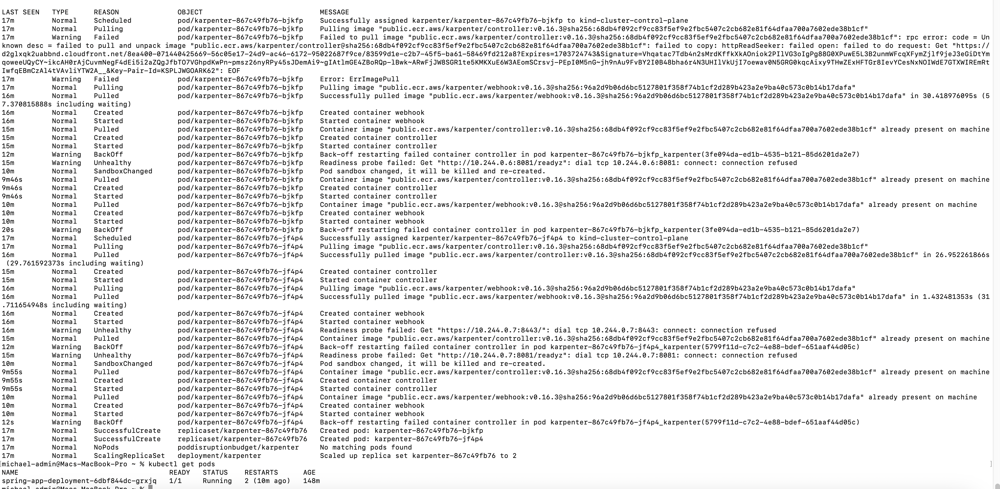 LAST SEEN   TYPE      REASON              OBJECT                            MESSAGE
17m         Normal    Scheduled           pod/karpenter-867c49fb76-bjkfp    Successfully assigned karpenter/karpenter-867c49fb76-bjkfp to kind-cluster-control-plane
17m         Normal    Pulling             pod/karpenter-867c49fb76-bjkfp    Pulling image "public.ecr.aws/karpenter/controller:v0.16.3@sha256:68db4f092cf9cc83f5ef9e2fbc5407c2cb682e81f64dfaa700a7602ede38b1cf"
17m         Warning   Failed              pod/karpenter-867c49fb76-bjkfp    Failed to pull image "public.ecr.aws/karpenter/controller:v0.16.3@sha256:68db4f092cf9cc83f5ef9e2fbc5407c2cb682e81f64dfaa700a7602ede38b1cf": rpc error: code = Un
known desc = failed to pull and unpack image "public.ecr.aws/karpenter/controller@sha256:68db4f092cf9cc83f5ef9e2fbc5407c2cb682e81f64dfaa700a7602ede38b1cf": failed to copy: httpReadSeeker: failed open: failed to do request: Get "https://
d2glxqk2uabbnd.cloudfront.net/8ea400-071440425669-56c05e17-24d9-ac46-6172-95022687f9ce/83599d1e-c2b7-45f5-ba61-58469fd212a8?Expires=1703724743&Signature=Vhqatac7Tdb4n2sMrdKffkXkAOniok2PIlVG3oIgPg88G0XPuwE5L3B2unmWFcqXFymZjlf9jeJ3eGiDtYm
qoweeUQyCY~ikcAH0rAjCuvmNegF4dEi5i2aZQgJfbTO7VGhpdKwPn~pmsz26nyRPy45sJDemAi9~gIAtlmGE4ZBoRQp-lBwk~ARwFjJW8SGR1te5KMKXuE6W3AEomSCrsvj-PEpI0M5nG~jh9nAu9FvBY2I0B48bha6r4N3UHIlVkUjI7oewav0N5GRG0kqcAixy9THwZExHFTGr8IevYCesNxNOIWdE7GTXWIREmRt
IwfqEBmCzAl4tVAvliYTW2A__&Key-Pair-Id=KSPLJWGOARK62": EOF
17m         Warning   Failed              pod/karpenter-867c49fb76-bjkfp    Error: ErrImagePull
17m         Normal    Pulling             pod/karpenter-867c49fb76-bjkfp    Pulling image "public.ecr.aws/karpenter/webhook:v0.16.3@sha256:96a2d9b06d6bc5127801f358f74b1cf2d289b423a2e9ba40c573c0b14b17dafa"
16m         Normal    Pulled              pod/karpenter-867c49fb76-bjkfp    Successfully pulled image "public.ecr.aws/karpenter/webhook:v0.16.3@sha256:96a2d9b06d6bc5127801f358f74b1cf2d289b423a2e9ba40c573c0b14b17dafa" in 30.418976095s (5
7.370815888s including waiting)
16m         Normal    Created             pod/karpenter-867c49fb76-bjkfp    Created container webhook
16m         Normal    Started             pod/karpenter-867c49fb76-bjkfp    Started container webhook
15m         Normal    Pulled              pod/karpenter-867c49fb76-bjkfp    Container image "public.ecr.aws/karpenter/controller:v0.16.3@sha256:68db4f092cf9cc83f5ef9e2fbc5407c2cb682e81f64dfaa700a7602ede38b1cf" already present on machine
15m         Normal    Created             pod/karpenter-867c49fb76-bjkfp    Created container controller
15m         Normal    Started             pod/karpenter-867c49fb76-bjkfp    Started container controller
12m         Warning   BackOff             pod/karpenter-867c49fb76-bjkfp    Back-off restarting failed container controller in pod karpenter-867c49fb76-bjkfp_karpenter(3fe094da-ed1b-4535-b121-85d6201da2e7)
15m         Warning   Unhealthy           pod/karpenter-867c49fb76-bjkfp    Readiness probe failed: Get "http://10.244.0.6:8081/readyz": dial tcp 10.244.0.6:8081: connect: connection refused
10m         Normal    SandboxChanged      pod/karpenter-867c49fb76-bjkfp    Pod sandbox changed, it will be killed and re-created.
9m46s       Normal    Pulled              pod/karpenter-867c49fb76-bjkfp    Container image "public.ecr.aws/karpenter/controller:v0.16.3@sha256:68db4f092cf9cc83f5ef9e2fbc5407c2cb682e81f64dfaa700a7602ede38b1cf" already present on machine
9m46s       Normal    Created             pod/karpenter-867c49fb76-bjkfp    Created container controller
9m46s       Normal    Started             pod/karpenter-867c49fb76-bjkfp    Started container controller
10m         Normal    Pulled              pod/karpenter-867c49fb76-bjkfp    Container image "public.ecr.aws/karpenter/webhook:v0.16.3@sha256:96a2d9b06d6bc5127801f358f74b1cf2d289b423a2e9ba40c573c0b14b17dafa" already present on machine
10m         Normal    Created             pod/karpenter-867c49fb76-bjkfp    Created container webhook
10m         Normal    Started             pod/karpenter-867c49fb76-bjkfp    Started container webhook
20s         Warning   BackOff             pod/karpenter-867c49fb76-bjkfp    Back-off restarting failed container controller in pod karpenter-867c49fb76-bjkfp_karpenter(3fe094da-ed1b-4535-b121-85d6201da2e7)
17m         Normal    Scheduled           pod/karpenter-867c49fb76-jf4p4    Successfully assigned karpenter/karpenter-867c49fb76-jf4p4 to kind-cluster-control-plane
17m         Normal    Pulling             pod/karpenter-867c49fb76-jf4p4    Pulling image "public.ecr.aws/karpenter/controller:v0.16.3@sha256:68db4f092cf9cc83f5ef9e2fbc5407c2cb682e81f64dfaa700a7602ede38b1cf"
16m         Normal    Pulled              pod/karpenter-867c49fb76-jf4p4    Successfully pulled image "public.ecr.aws/karpenter/controller:v0.16.3@sha256:68db4f092cf9cc83f5ef9e2fbc5407c2cb682e81f64dfaa700a7602ede38b1cf" in 26.952261866s
 (29.761592373s including waiting)
15m         Normal    Created             pod/karpenter-867c49fb76-jf4p4    Created container controller
15m         Normal    Started             pod/karpenter-867c49fb76-jf4p4    Started container controller
16m         Normal    Pulling             pod/karpenter-867c49fb76-jf4p4    Pulling image "public.ecr.aws/karpenter/webhook:v0.16.3@sha256:96a2d9b06d6bc5127801f358f74b1cf2d289b423a2e9ba40c573c0b14b17dafa"
16m         Normal    Pulled              pod/karpenter-867c49fb76-jf4p4    Successfully pulled image "public.ecr.aws/karpenter/webhook:v0.16.3@sha256:96a2d9b06d6bc5127801f358f74b1cf2d289b423a2e9ba40c573c0b14b17dafa" in 1.432481353s (31
.711654948s including waiting)
16m         Normal    Created             pod/karpenter-867c49fb76-jf4p4    Created container webhook
16m         Normal    Started             pod/karpenter-867c49fb76-jf4p4    Started container webhook
16m         Warning   Unhealthy           pod/karpenter-867c49fb76-jf4p4    Readiness probe failed: Get "https://10.244.0.7:8443/": dial tcp 10.244.0.7:8443: connect: connection refused
15m         Normal    Pulled              pod/karpenter-867c49fb76-jf4p4    Container image "public.ecr.aws/karpenter/controller:v0.16.3@sha256:68db4f092cf9cc83f5ef9e2fbc5407c2cb682e81f64dfaa700a7602ede38b1cf" already present on machine
12m         Warning   BackOff             pod/karpenter-867c49fb76-jf4p4    Back-off restarting failed container controller in pod karpenter-867c49fb76-jf4p4_karpenter(5799f11d-c7c2-4e88-bdef-651aaf44d05c)
15m         Warning   Unhealthy           pod/karpenter-867c49fb76-jf4p4    Readiness probe failed: Get "http://10.244.0.7:8081/readyz": dial tcp 10.244.0.7:8081: connect: connection refused
10m         Normal    SandboxChanged      pod/karpenter-867c49fb76-jf4p4    Pod sandbox changed, it will be killed and re-created.
9m55s       Normal    Pulled              pod/karpenter-867c49fb76-jf4p4    Container image "public.ecr.aws/karpenter/controller:v0.16.3@sha256:68db4f092cf9cc83f5ef9e2fbc5407c2cb682e81f64dfaa700a7602ede38b1cf" already present on machine
9m55s       Normal    Created             pod/karpenter-867c49fb76-jf4p4    Created container controller
9m55s       Normal    Started             pod/karpenter-867c49fb76-jf4p4    Started container controller
10m         Normal    Pulled              pod/karpenter-867c49fb76-jf4p4    Container image "public.ecr.aws/karpenter/webhook:v0.16.3@sha256:96a2d9b06d6bc5127801f358f74b1cf2d289b423a2e9ba40c573c0b14b17dafa" already present on machine
10m         Normal    Created             pod/karpenter-867c49fb76-jf4p4    Created container webhook
10m         Normal    Started             pod/karpenter-867c49fb76-jf4p4    Started container webhook
12s         Warning   BackOff             pod/karpenter-867c49fb76-jf4p4    Back-off restarting failed container controller in pod karpenter-867c49fb76-jf4p4_karpenter(5799f11d-c7c2-4e88-bdef-651aaf44d05c)
17m         Normal    SuccessfulCreate    replicaset/karpenter-867c49fb76   Created pod: karpenter-867c49fb76-bjkfp
17m         Normal    SuccessfulCreate    replicaset/karpenter-867c49fb76   Created pod: karpenter-867c49fb76-jf4p4
17m         Normal    NoPods              poddisruptionbudget/karpenter     No matching pods found
17m         Normal    ScalingReplicaSet   deployment/karpenter              Scaled up replica set karpenter-867c49fb76 to 2
[michael-admin@Macs-MacBook-Pro ~ % kubectl get pods ]
NAME                                    READY   STATUS    RESTARTS      AGE
spring-app-deployment-6dbf844dc-grxjq   1/1     Running   2 (10m ago)   148m
michael-admin@Macs-MacBook-Pro ~ %